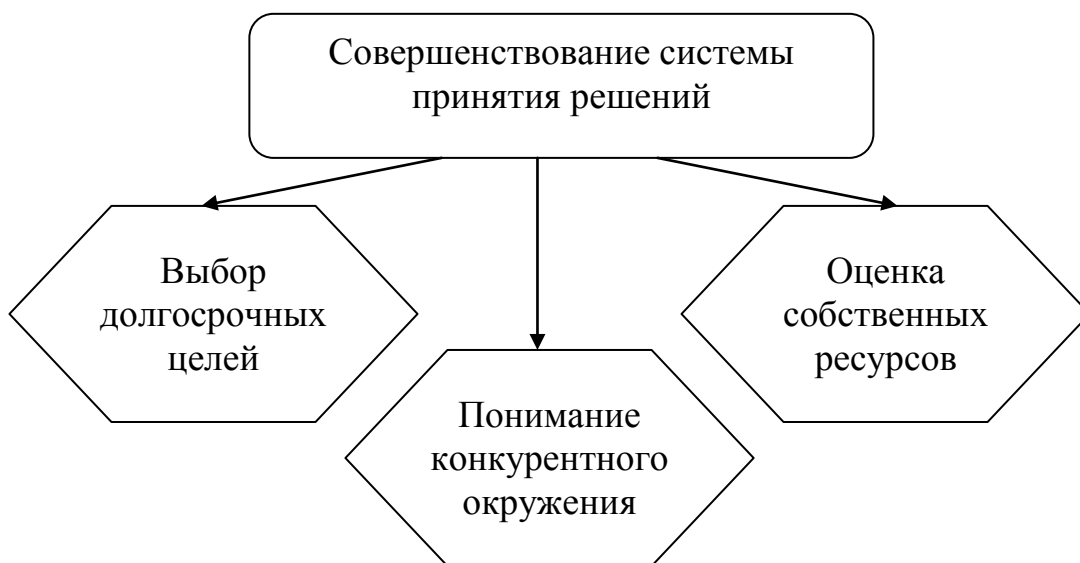 Совершенствование системы
принятия решений
Выбор
долгосрочных
целей
Понимание
конкурентного
окружения
Оценка
собственных
ресурсов